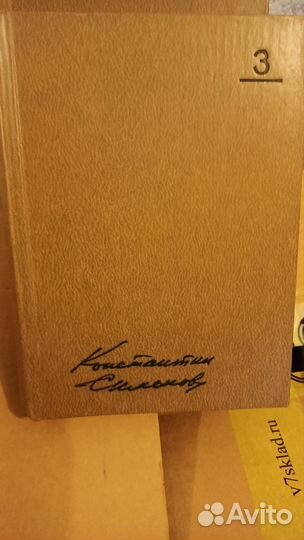 3
Константин
Симонов
v7sklad.ru
Avito